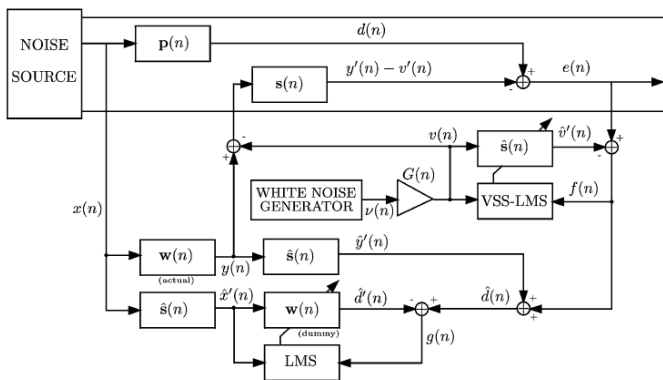 NOISE
SOURCE
p(n)
d(n)
+
-
e(n)
s(n)
y′(n) − v′(n)
-
+
v(n)
ŝ(n)
v̂′(n)
+
-
WHITE NOISE
GENERATOR
ν(n)
G(n)
VSS-LMS
f(n)
x(n)
w(n)
(actual)
y(n)
ŝ(n)
ŷ′(n)
ŝ(n)
x̂′(n)
w(n)
(dummy)
d̂′(n)
-
+
d̂(n)
+
+
g(n)
LMS